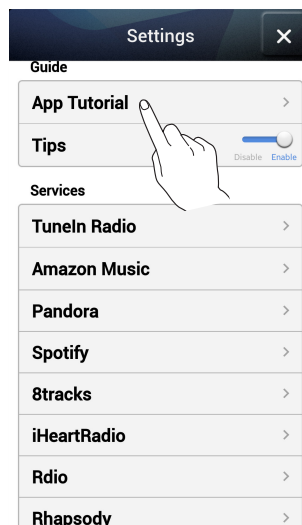 Settings
Guide
App Tutorial
Tips
Disable Enable
Services
TuneIn Radio
Amazon Music
Pandora
Spotify
8tracks
iHeartRadio
Rdio
Rhapsody